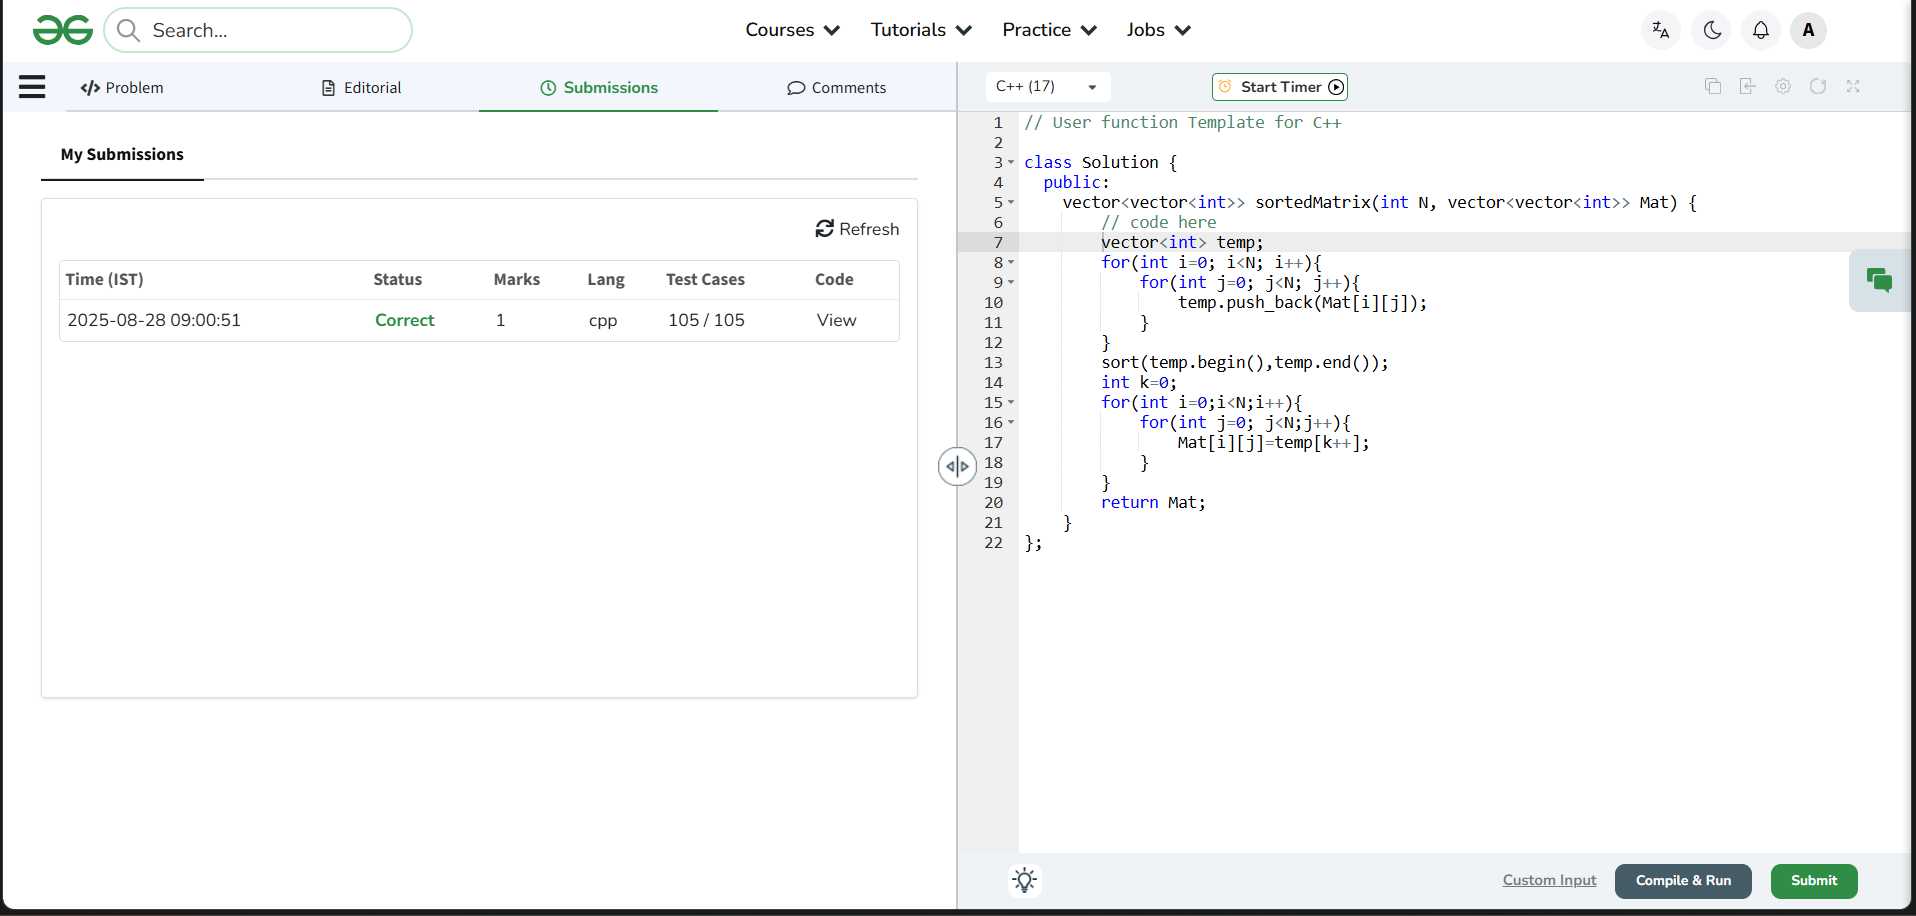 Search...
Courses
Tutorials
Practice
Jobs
A
</> Problem
Editorial
Submissions
Comments
My Submissions
Refresh
Time (IST) Status Marks Lang Test Cases Code
2025-08-28 09:00:51 Correct 1 cpp 105 / 105 View
C++ (17)
Start Timer
1 // User function Template for C++
2
3 class Solution {
4   public:
5     vector<vector<int>> sortedMatrix(int N, vector<vector<int>> Mat) {
6         // code here
7         vector<int> temp;
8         for(int i=0; i<N; i++){
9             for(int j=0; j<N; j++){
10                 temp.push_back(Mat[i][j]);
11             }
12         }
13         sort(temp.begin(),temp.end());
14         int k=0;
15         for(int i=0;i<N;i++){
16             for(int j=0; j<N;j++){
17                 Mat[i][j]=temp[k++];
18             }
19         }
20         return Mat;
21     }
22 };
Custom Input
Compile & Run
Submit